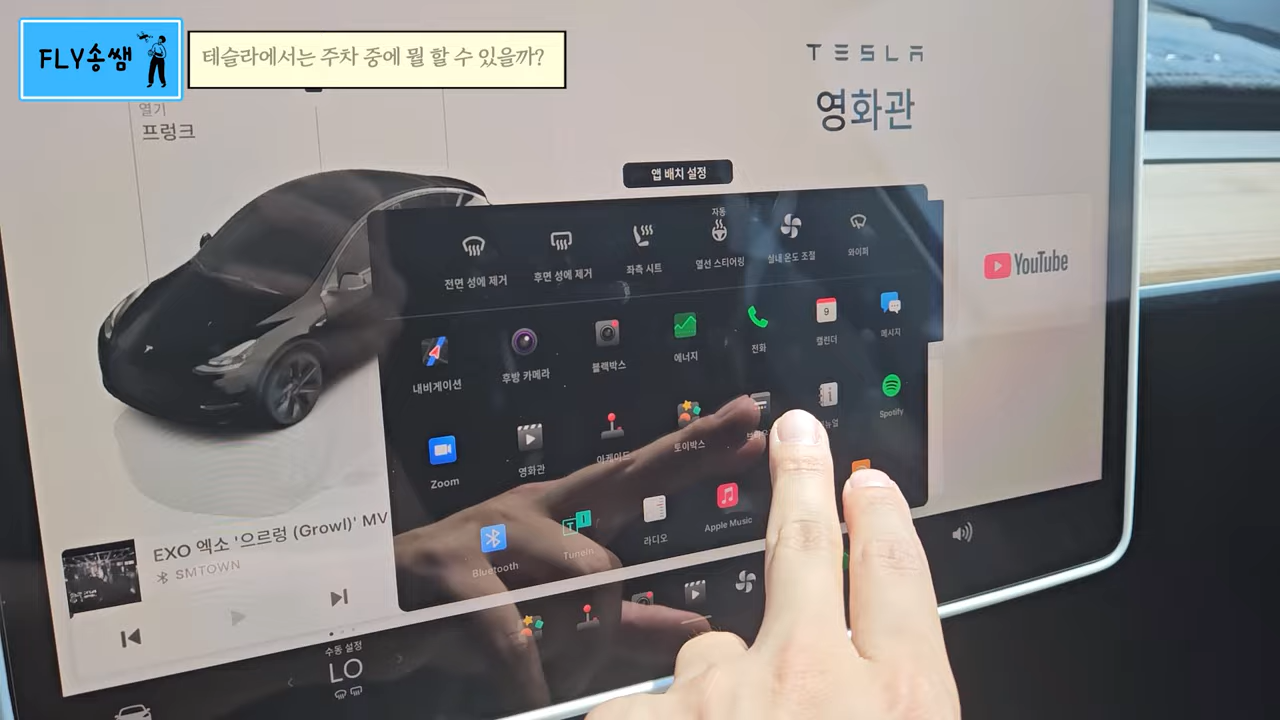 FLY송쌤
테슬라에서는 주차 중에 뭘 할 수 있을까?
TESLA
영화관
열기
프렁크
앱 배치 설정
자동
전면 성에 제거
후면 성에 제거
좌측 시트
열선 스티어링
실내 온도 조절
와이퍼
YouTube
내비게이션
후방 카메라
블랙박스
에너지
전화
9
캘린더
메시지
Zoom
영화관
아케이드
토이박스
Spotify
Bluetooth
TuneIn
라디오
Apple Music
EXO 엑소 '으르렁 (Growl)' MV
SMTOWN
수동 설정
LO